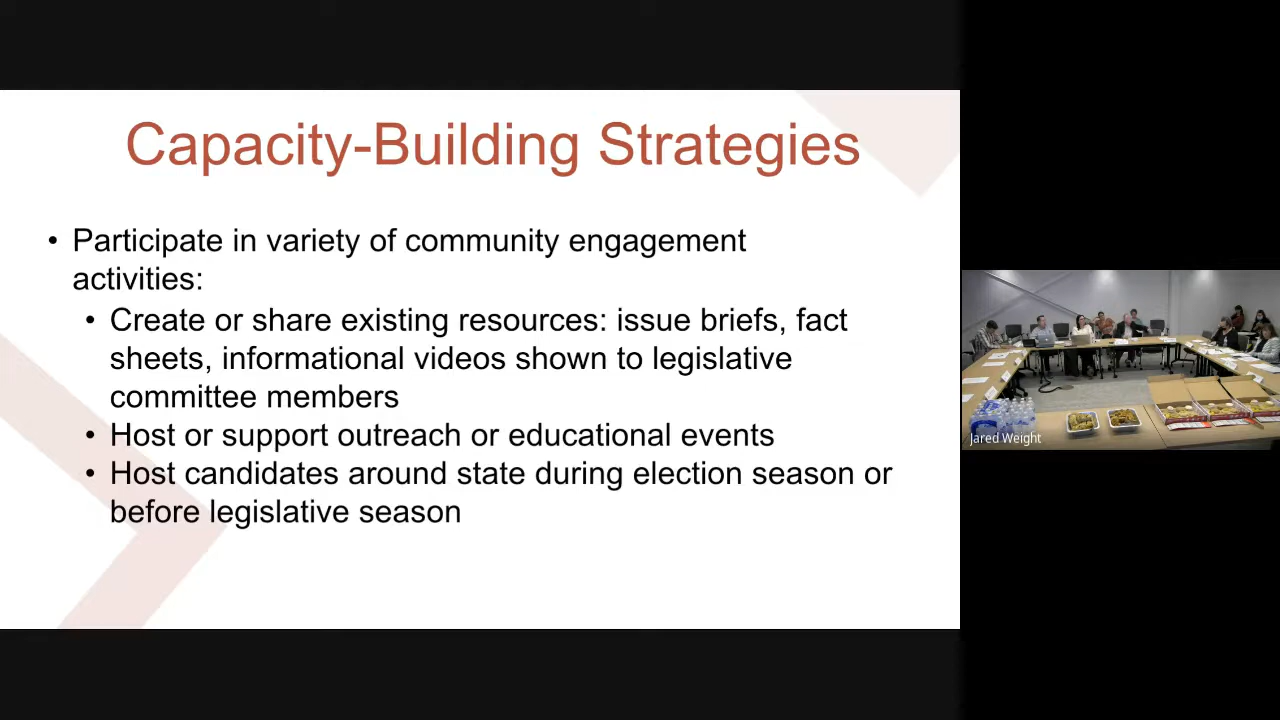 Capacity-Building Strategies
• Participate in variety of community engagement
activities:
• Create or share existing resources: issue briefs, fact
sheets, informational videos shown to legislative
committee members
• Host or support outreach or educational events
• Host candidates around state during election season or
before legislative season
Jared Weight